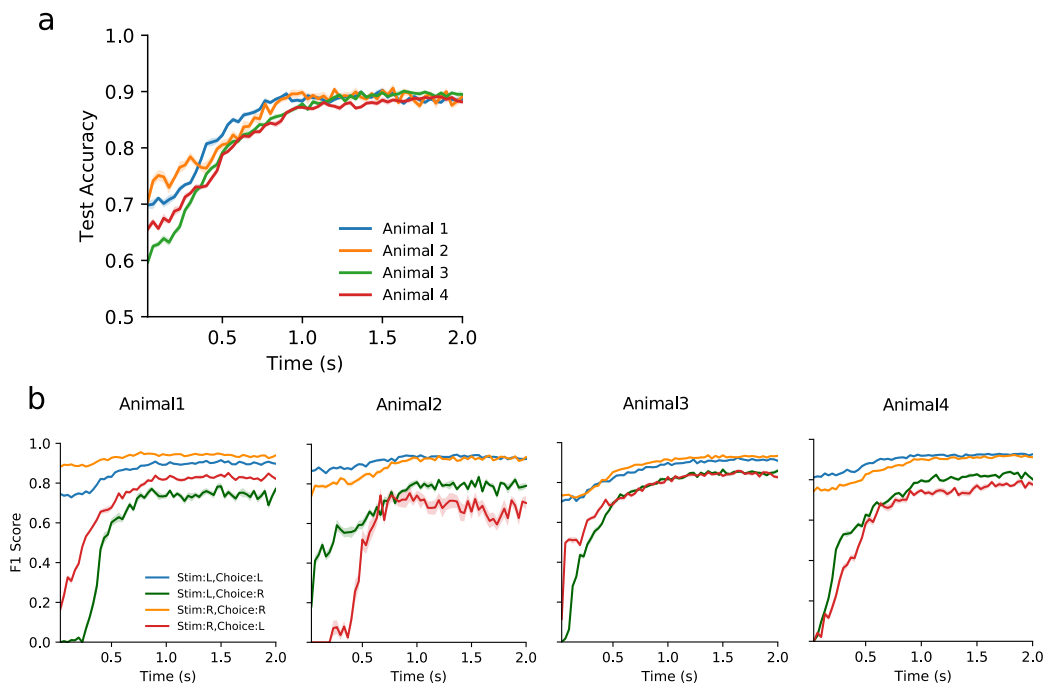 a
1.0
0.9
0.8
0.7
0.6
0.5
Test Accuracy
Animal 1
Animal 2
Animal 3
Animal 4
0.5 1.0 1.5 2.0
Time (s)
b
Animal1 Animal2 Animal3 Animal4
1.0
0.8
0.6
0.4
0.2
0.0
F1 Score
Stim:L,Choice:L
Stim:L,Choice:R
Stim:R,Choice:R
Stim:R,Choice:L
0.5 1.0 1.5 2.0 0.5 1.0 1.5 2.0 0.5 1.0 1.5 2.0 0.5 1.0 1.5 2.0
Time (s) Time (s) Time (s) Time (s)